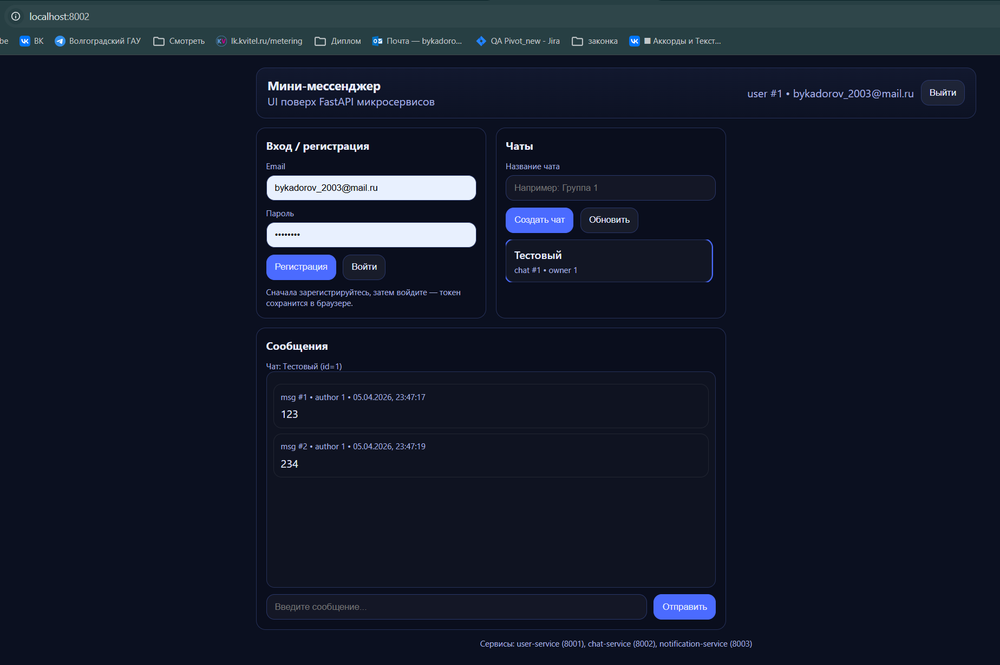 localhost:8002
be
ВК
Волгоградский ГАУ
Смотреть
lk.kvitel.ru/metering
Диплом
Почта — bykadoro...
QA Pivot_new - Jira
законка
Аккорды и Текст...
Мини-мессенджер
UI поверх FastAPI микросервисов
user #1 • bykadorov_2003@mail.ru
Выйти
Вход / регистрация
Email
bykadorov_2003@mail.ru
Пароль
••••••••
Регистрация
Войти
Сначала зарегистрируйтесь, затем войдите — токен
сохранится в браузере.
Чаты
Название чата
Например: Группа 1
Создать чат
Обновить
Тестовый
chat #1 • owner 1
Сообщения
Чат: Тестовый (id=1)
msg #1 • author 1 • 05.04.2026, 23:47:17
123
msg #2 • author 1 • 05.04.2026, 23:47:19
234
Введите сообщение...
Отправить
Сервисы: user-service (8001), chat-service (8002), notification-service (8003)